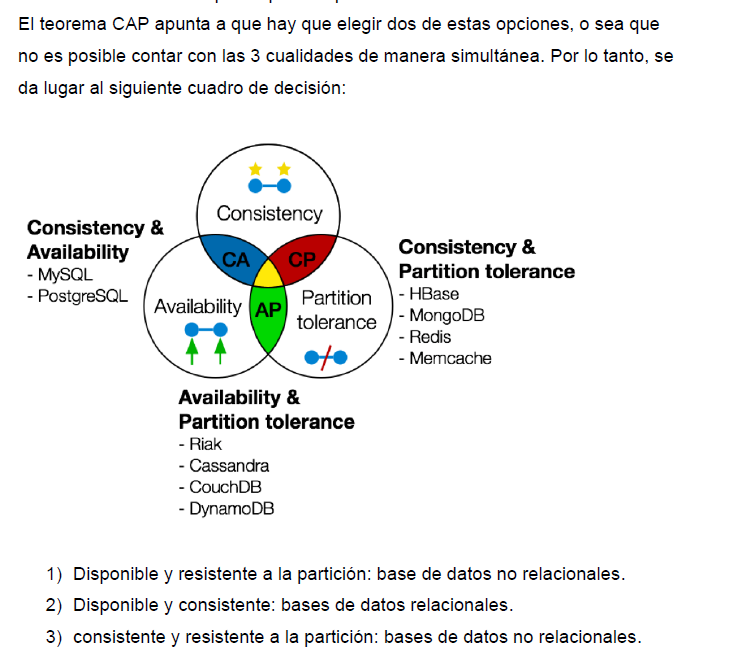 El teorema CAP apunta a que hay que elegir dos de estas opciones, o sea que
no es posible contar con las 3 cualidades de manera simultánea. Por lo tanto, se
da lugar al siguiente cuadro de decisión:
Consistency
Consistency &
Availability
- MySQL
- PostgreSQL
CA
CP
Availability
AP
Partition
tolerance
Consistency &
Partition tolerance
- HBase
- MongoDB
- Redis
- Memcache
Availability &
Partition tolerance
- Riak
- Cassandra
- CouchDB
- DynamoDB
1) Disponible y resistente a la partición: base de datos no relacionales.
2) Disponible y consistente: bases de datos relacionales.
3) consistente y resistente a la partición: bases de datos no relacionales.